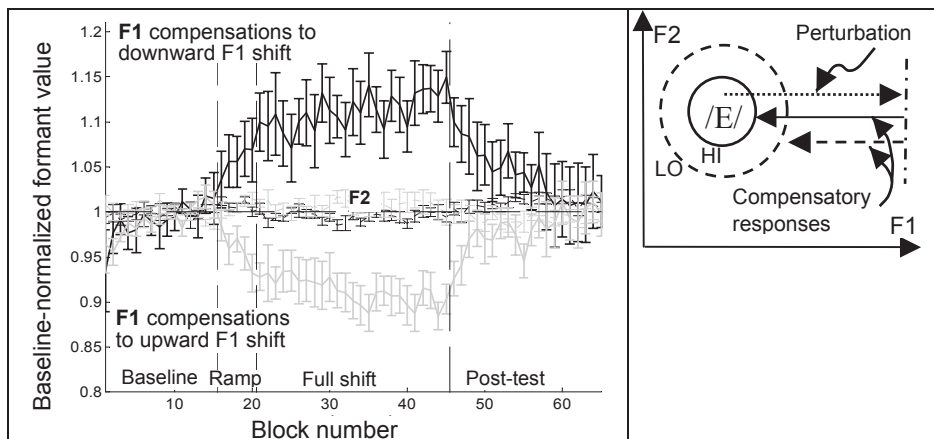 Baseline-normalized formant value
1.2
1.15
1.10
1.05
1
0.95
0.9
0.85
0.8
F1 compensations to
downward F1 shift
F2
F1 compensations
to upward F1 shift
Baseline
Ramp
Full shift
Post-test
10
20
30
40
50
60
Block number
F2
Perturbation
/E/
HI
LO
Compensatory
responses
F1